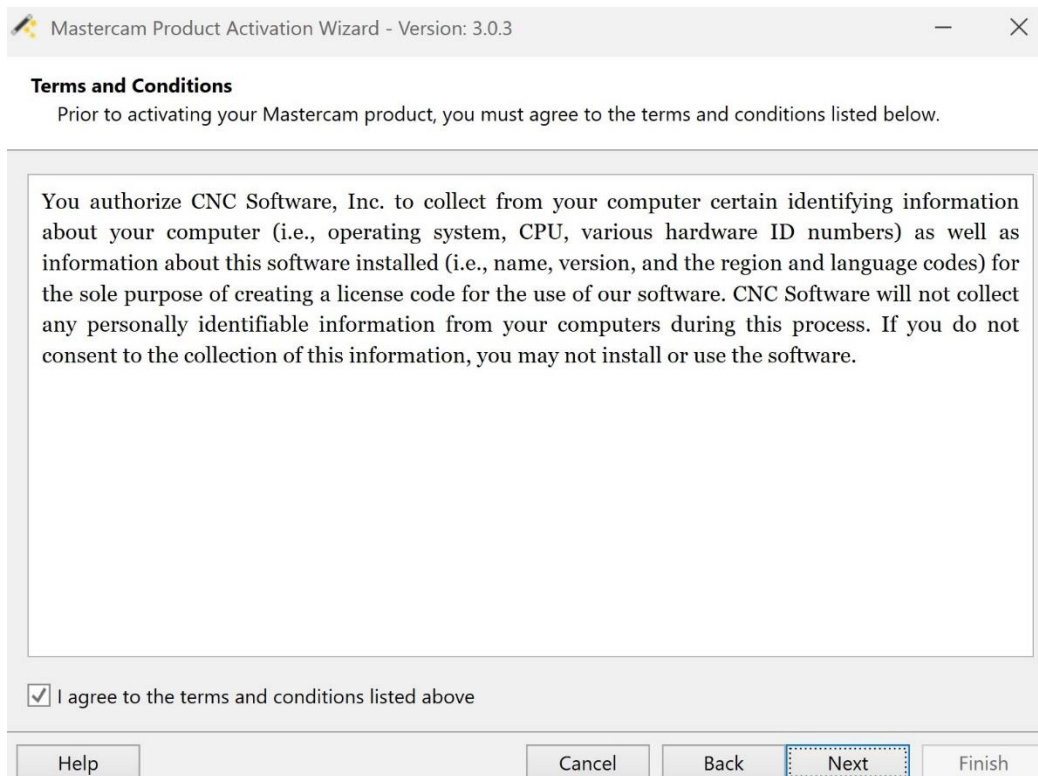 Mastercam Product Activation Wizard - Version: 3.0.3
Terms and Conditions
Prior to activating your Mastercam product, you must agree to the terms and conditions listed below.
You authorize CNC Software, Inc. to collect from your computer certain identifying information
about your computer (i.e., operating system, CPU, various hardware ID numbers) as well as
information about this software installed (i.e., name, version, and the region and language codes) for
the sole purpose of creating a license code for the use of our software. CNC Software will not collect
any personally identifiable information from your computers during this process. If you do not
consent to the collection of this information, you may not install or use the software.
I agree to the terms and conditions listed above
Help Cancel Back Next Finish